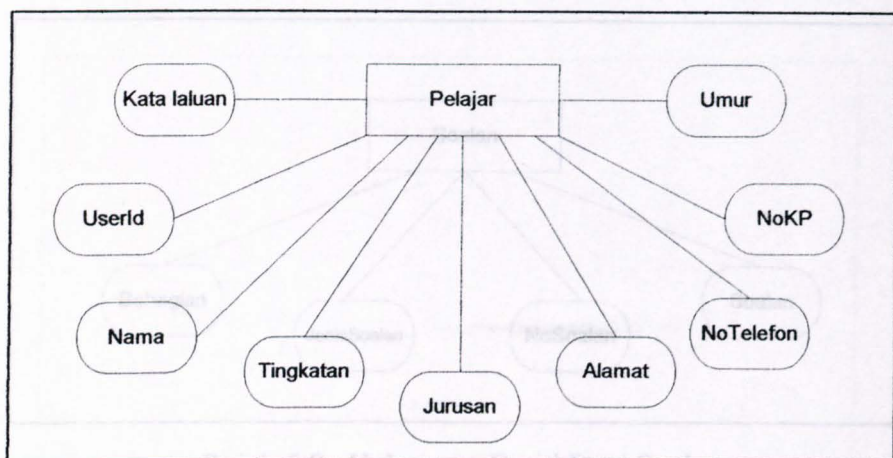 Kata laluan
Pelajar
Umur
UserId
NoKP
Nama
NoTelefon
Tingkatan
Alamat
Jurusan